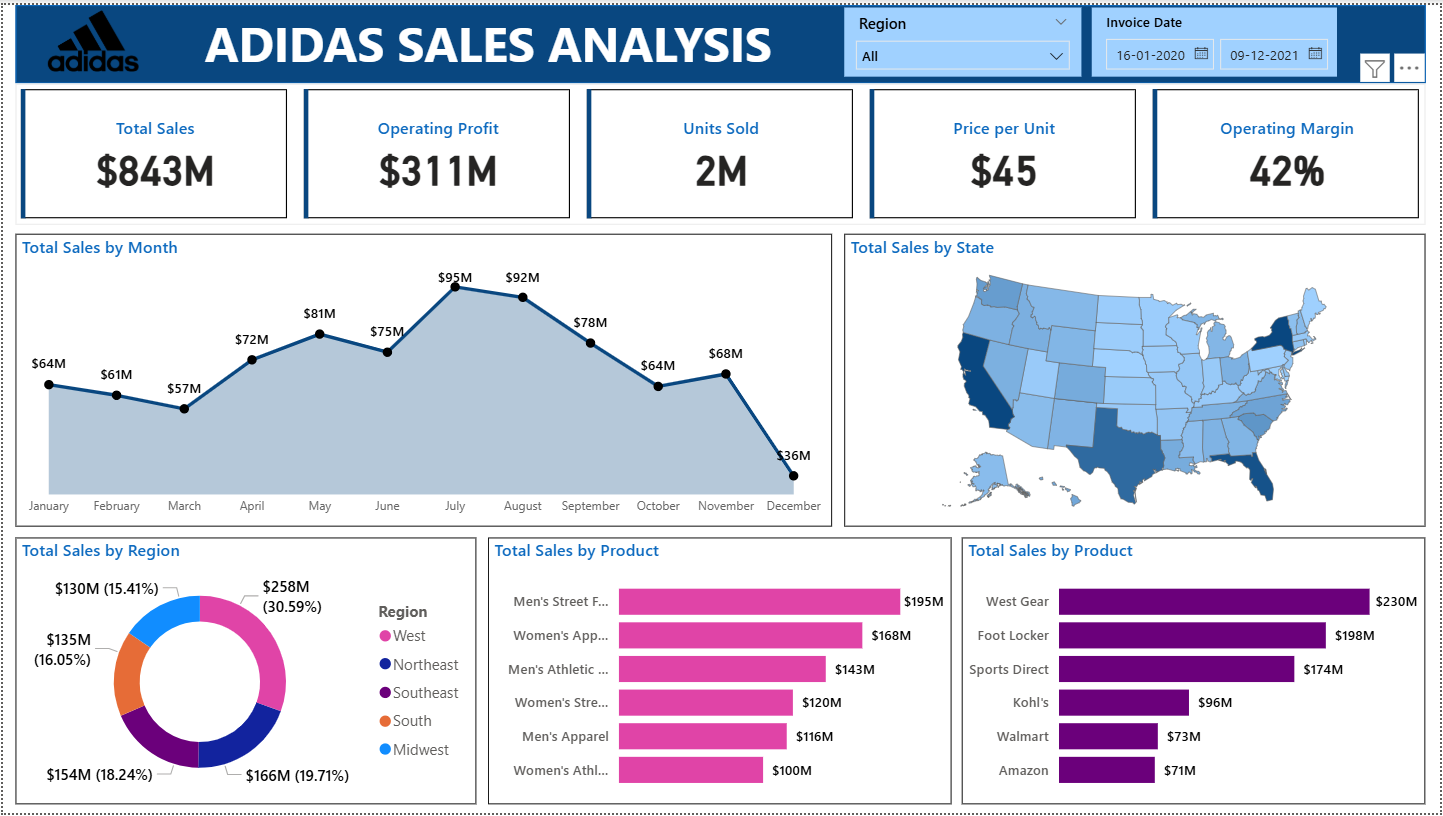 adidas
ADIDAS SALES ANALYSIS
Region
All
Invoice Date
16-01-2020
09-12-2021
Total Sales
$843M
Operating Profit
$311M
Units Sold
2M
Price per Unit
$45
Operating Margin
42%
Total Sales by Month
$64M
$61M
$57M
$72M
$81M
$75M
$95M
$92M
$78M
$64M
$68M
$36M
January
February
March
April
May
June
July
August
September
October
November
December
Total Sales by State
Total Sales by Region
$130M (15.41%)
$258M
(30.59%)
$135M
(16.05%)
$154M (18.24%)
$166M (19.71%)
Region
West
Northeast
Southeast
South
Midwest
Total Sales by Product
Men's Street F... $195M
Women's App... $168M
Men's Athletic ... $143M
Women's Stre... $120M
Men's Apparel $116M
Women's Athl... $100M
Total Sales by Product
West Gear $230M
Foot Locker $198M
Sports Direct $174M
Kohl's $96M
Walmart $73M
Amazon $71M